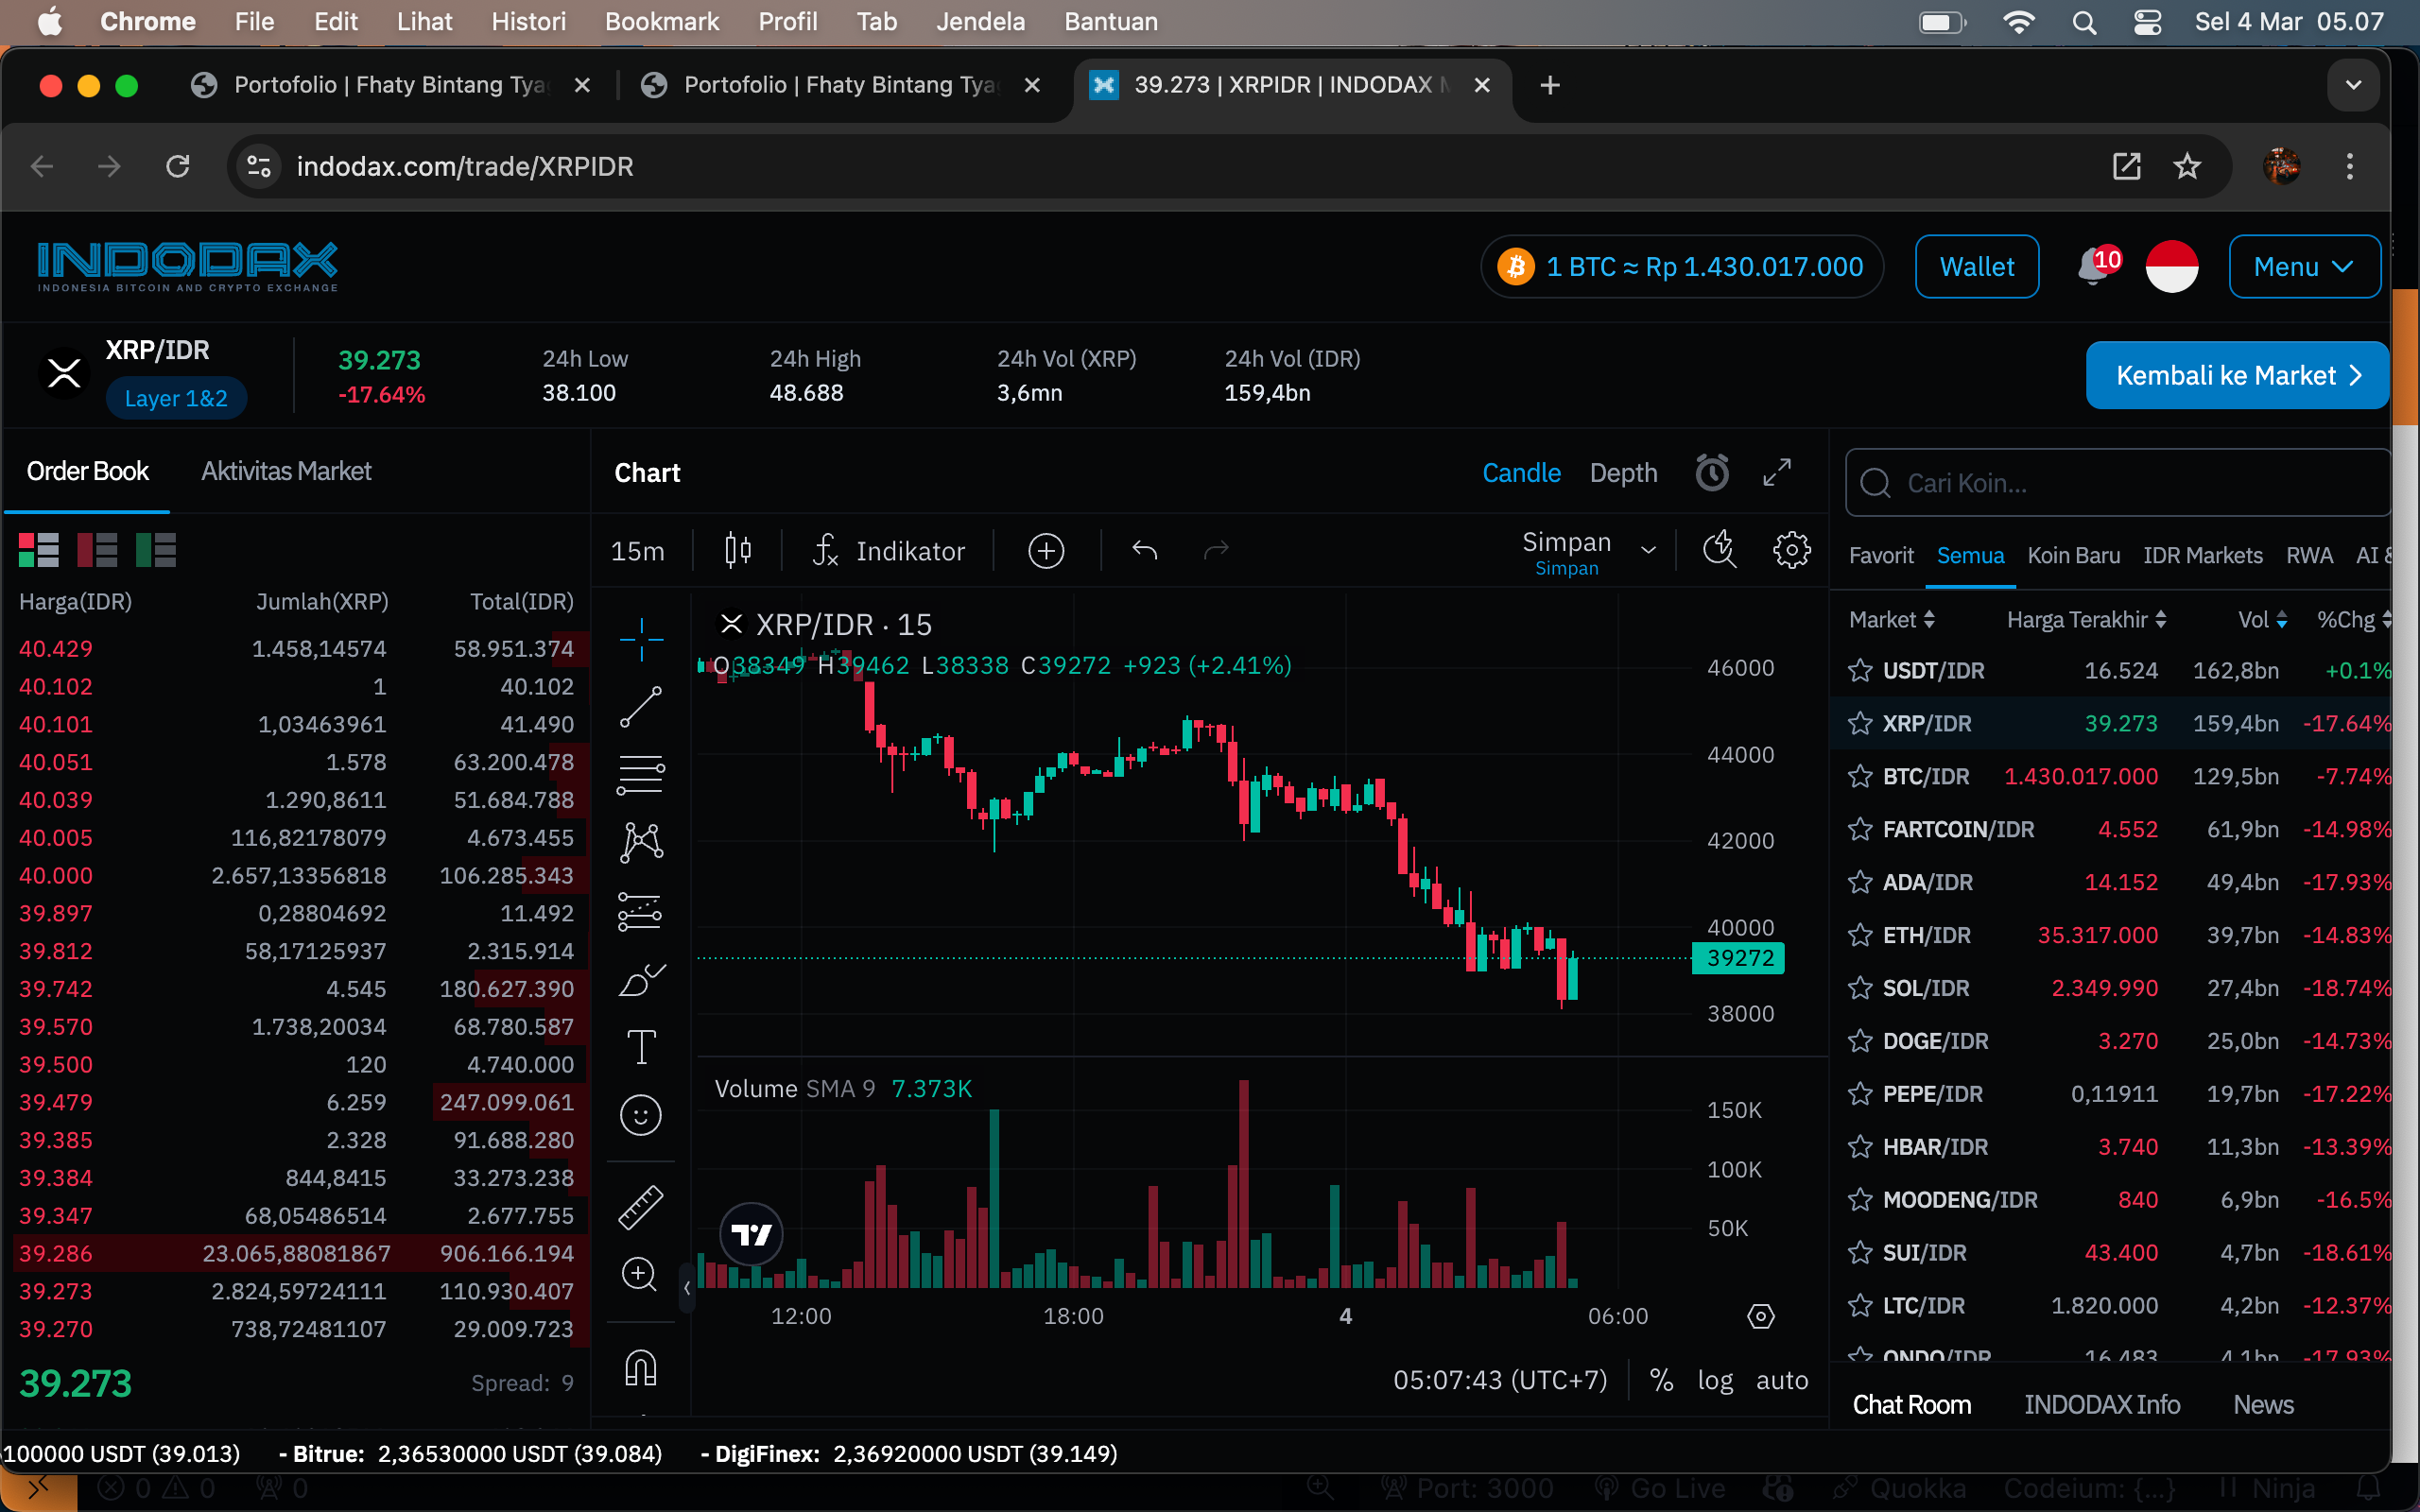 Chrome File Edit Lihat Histori Bookmark Profil Tab Jendela Bantuan Sel 4 Mar 05.07
Portofolio | Fhaty Bintang Tya Portofolio | Fhaty Bintang Tya 39.273 | XRPIDR | INDODAX
indodax.com/trade/XRPIDR
INDODAX
INDONESIA BITCOIN AND CRYPTO EXCHANGE
1 BTC ≈ Rp 1.430.017.000 Wallet 10 Menu
XRP/IDR
Layer 1&2
39.273
-17.64%
24h Low
38.100
24h High
48.688
24h Vol (XRP)
3,6mn
24h Vol (IDR)
159,4bn
Kembali ke Market
Order Book Aktivitas Market
Harga(IDR) Jumlah(XRP) Total(IDR)
40.429 1.458,14574 58.951.374
40.102 1 40.102
40.101 1,03463961 41.490
40.051 1.578 63.200.478
40.039 1.290,8611 51.684.788
40.005 116,82178079 4.673.455
40.000 2.657,13356818 106.285.343
39.897 0,28804692 11.492
39.812 58,17125937 2.315.914
39.742 4.545 180.627.390
39.570 1.738,20034 68.780.587
39.500 120 4.740.000
39.479 6.259 247.099.061
39.385 2.328 91.688.280
39.384 844,8415 33.273.238
39.347 68,05486514 2.677.755
39.286 23.065,88081867 906.166.194
39.273 2.824,59724111 110.930.407
39.270 738,72481107 29.009.723
39.273 Spread: 9
Chart Candle Depth
15m Indikator Simpan
Simpan
XRP/IDR · 15
O38349 H39462 L38338 C39272 +923 (+2.41%)
46000
44000
42000
40000
39272
38000
Volume SMA 9 7.373K
150K
100K
50K
12:00 18:00 4 06:00
05:07:43 (UTC+7) % log auto
Cari Koin...
Favorit Semua Koin Baru IDR Markets RWA AI &
Market Harga Terakhir Vol %Chg
USDT/IDR 16.524 162,8bn +0.1%
XRP/IDR 39.273 159,4bn -17.64%
BTC/IDR 1.430.017.000 129,5bn -7.74%
FARTCOIN/IDR 4.552 61,9bn -14.98%
ADA/IDR 14.152 49,4bn -17.93%
ETH/IDR 35.317.000 39,7bn -14.83%
SOL/IDR 2.349.990 27,4bn -18.74%
DOGE/IDR 3.270 25,0bn -14.73%
PEPE/IDR 0,11911 19,7bn -17.22%
HBAR/IDR 3.740 11,3bn -13.39%
MOODENG/IDR 840 6,9bn -16.5%
SUI/IDR 43.400 4,7bn -18.61%
LTC/IDR 1.820.000 4,2bn -12.37%
ONDO/IDR 16.483 4,1bn -17.93%
Chat Room INDODAX Info News
100000 USDT (39.013) - Bitrue: 2,36530000 USDT (39.084) - DigiFinex: 2,36920000 USDT (39.149)
0 0 0 Port: 3000 Go Live Quokka Codeium: {...} Ninja